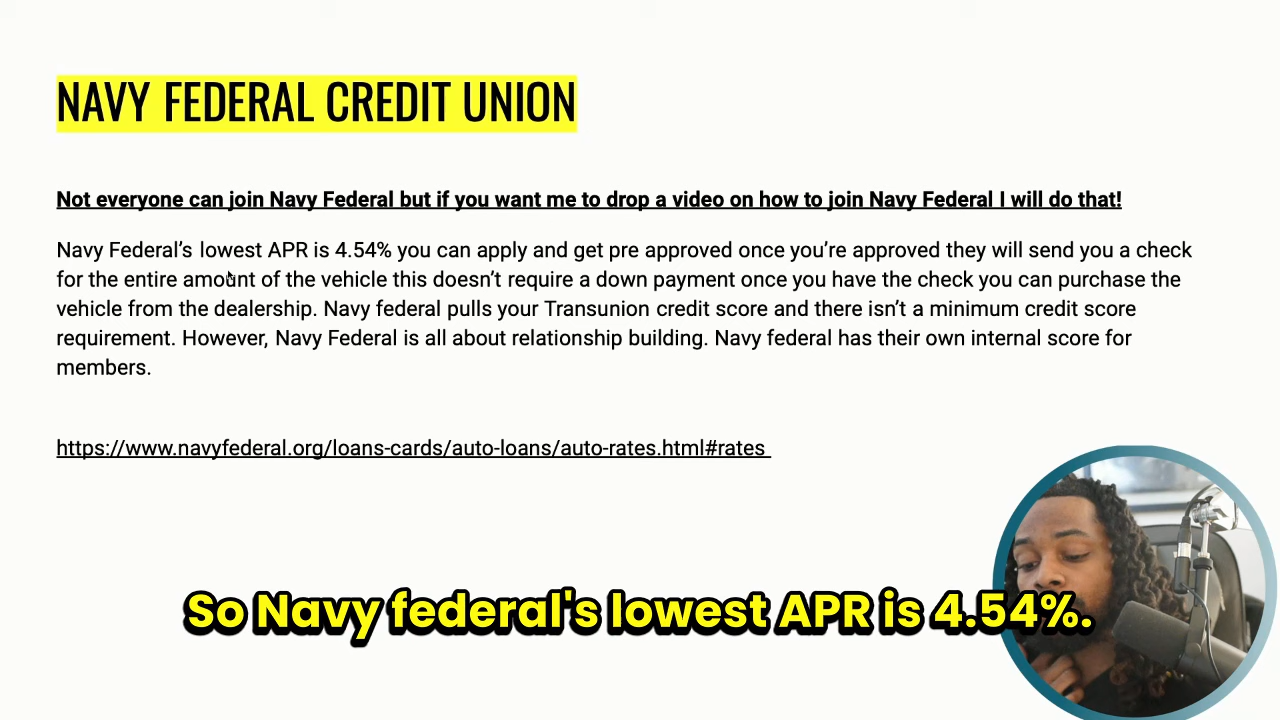 NAVY FEDERAL CREDIT UNION
Not everyone can join Navy Federal but if you want me to drop a video on how to join Navy Federal I will do that!
Navy Federal’s lowest APR is 4.54% you can apply and get pre approved once you’re approved they will send you a check
for the entire amount of the vehicle this doesn’t require a down payment once you have the check you can purchase the
vehicle from the dealership. Navy federal pulls your Transunion credit score and there isn’t a minimum credit score
requirement. However, Navy Federal is all about relationship building. Navy federal has their own internal score for
members.
https://www.navyfederal.org/loans-cards/auto-loans/auto-rates.html#rates
So Navy federal's lowest APR is 4.54%.